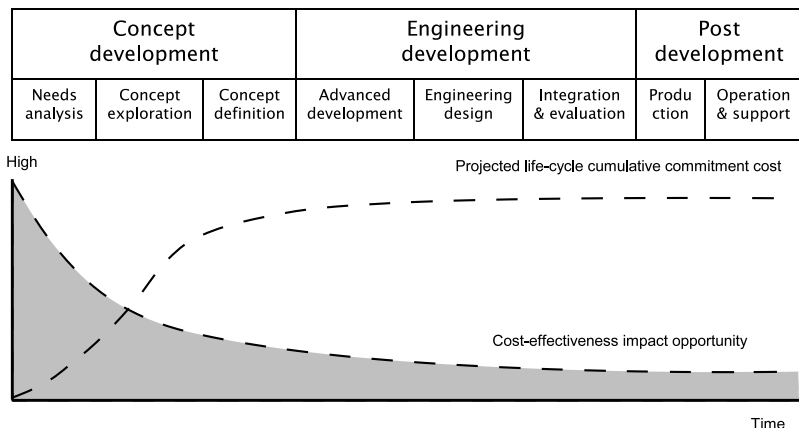 Concept
development
Engineering
development
Post
development
Needs
analysis
Concept
exploration
Concept
definition
Advanced
development
Engineering
design
Integration
& evaluation
Produ
ction
Operation
& support
High
Projected life-cycle cumulative commitment cost
Cost-effectiveness impact opportunity
Time